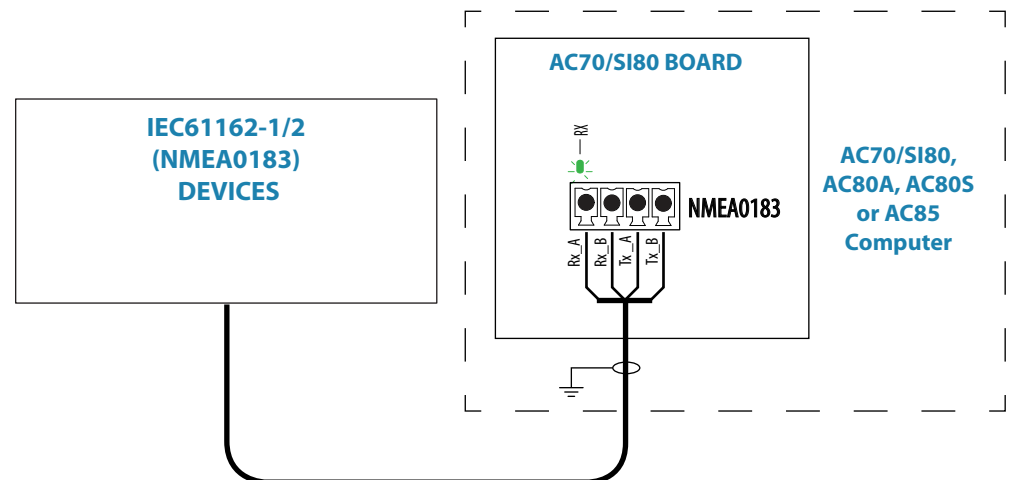 IEC61162-1/2
(NMEA0183)
DEVICES
AC70/SI80 BOARD
RX
NMEA0183
Rx_A
Rx_B
Tx_A
Tx_B
AC70/SI80,
AC80A, AC80S
or AC85
Computer